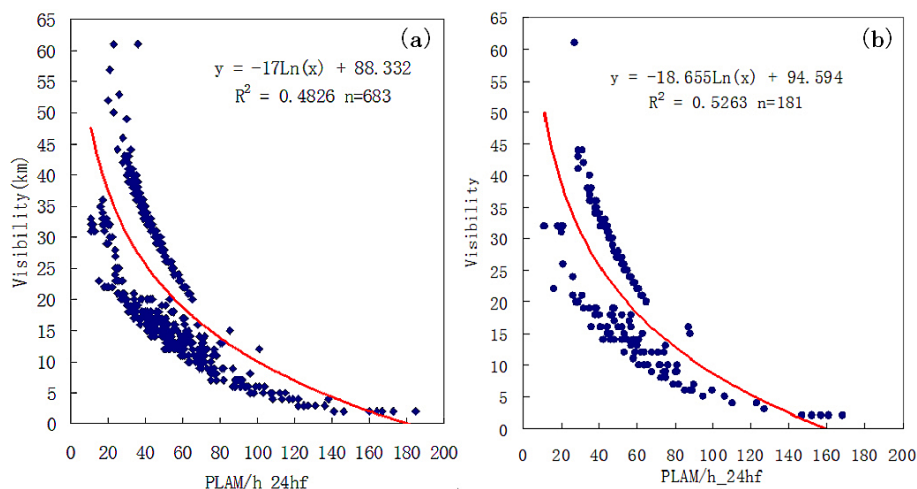 (a)
y = -17Ln(x) + 88.332
R² = 0.4826 n=683
Visibility(km)
65
60
55
50
45
40
35
30
25
20
15
10
5
0
0 20 40 60 80 100 120 140 160 180 200
PLAM/h_24hf
(b)
y = -18.655Ln(x) + 94.594
R² = 0.5263 n=181
Visibility
65
60
55
50
45
40
35
30
25
20
15
10
5
0
0 20 40 60 80 100 120 140 160 180 200
PLAM/h_24hf